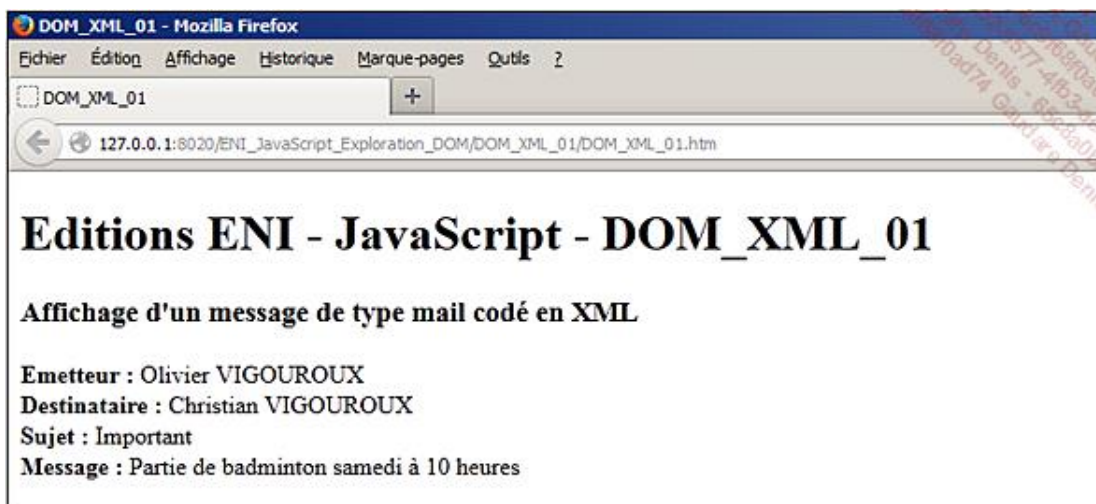 DOM_XML_01 - Mozilla Firefox
Fichier Édition Affichage Historique Marque-pages Outils ?
DOM_XML_01 +
127.0.0.1:8020/ENI_JavaScript_Exploration_DOM/DOM_XML_01/DOM_XML_01.htm
Editions ENI - JavaScript - DOM_XML_01
Affichage d'un message de type mail codé en XML
Emetteur : Olivier VIGOUROUX
Destinataire : Christian VIGOUROUX
Sujet : Important
Message : Partie de badminton samedi à 10 heures